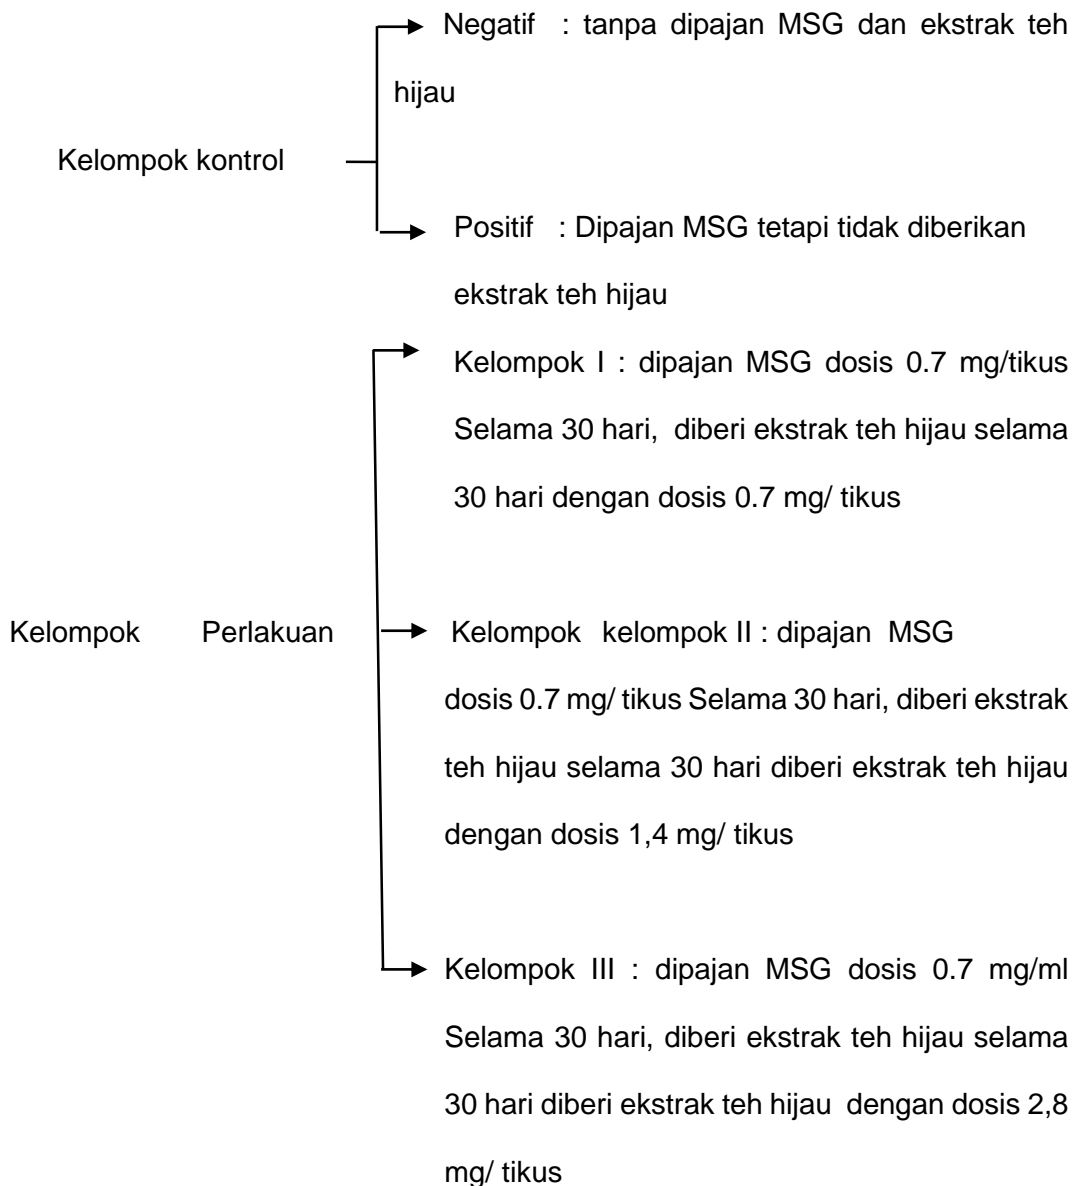 Negatif : tanpa dipajan MSG dan ekstrak teh
hijau
Kelompok kontrol
Positif : Dipajan MSG tetapi tidak diberikan
ekstrak teh hijau
Kelompok I : dipajan MSG dosis 0.7 mg/tikus
Selama 30 hari, diberi ekstrak teh hijau selama
30 hari dengan dosis 0.7 mg/ tikus
Kelompok Perlakuan
Kelompok kelompok II : dipajan MSG
dosis 0.7 mg/ tikus Selama 30 hari, diberi ekstrak
teh hijau selama 30 hari diberi ekstrak teh hijau
dengan dosis 1,4 mg/ tikus
Kelompok III : dipajan MSG dosis 0.7 mg/ml
Selama 30 hari, diberi ekstrak teh hijau selama
30 hari diberi ekstrak teh hijau dengan dosis 2,8
mg/ tikus